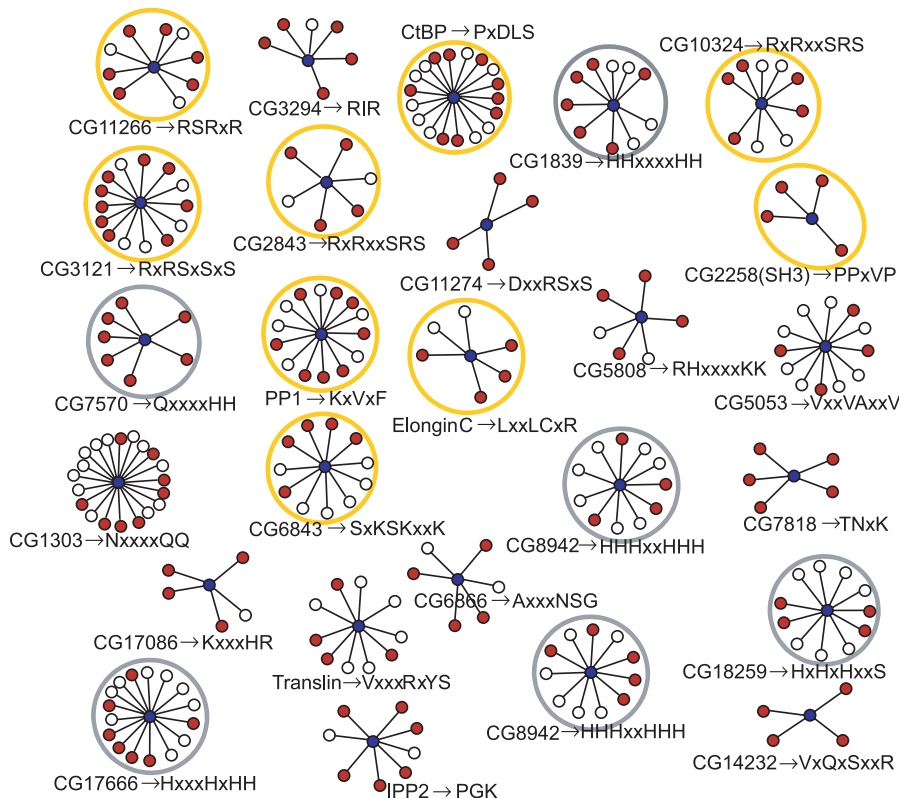 CtBP→PxDLS
CG10324→RxRxxSRS
CG11266→RSRxR
CG3294→RIR
CG1839→HHxxxxHH
CG3121→RxRSxSxS
CG2843→RxRxxSRS
CG11274→DxxRSxS
CG2258(SH3)→PPxVP
CG7570→QxxxxHH
PP1→KxVxF
ElonginC→LxxLCxR
CG5808→RHxxxxKK
CG5053→VxxVAxxV
CG1303→NxxxxQQ
CG6843→SxKSKxxK
CG8942→HHHxxHHH
CG7818→TNxK
CG17086→KxxxHR
CG6866→AxxxNSG
Translin→VxxxRxYS
CG18259→HxHxHxxS
CG17666→HxxxHxHH
IPP2→PGK
CG8942→HHHxxHHH
CG14232→VxQxSxxR